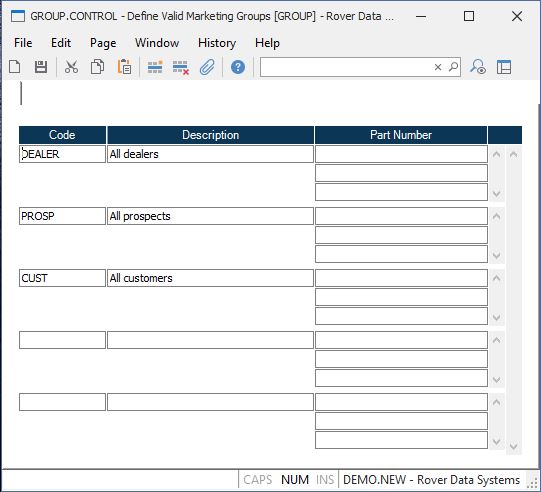 GROUP.CONTROL - Define Valid Marketing Groups [GROUP] - Rover Data ...
File Edit Page Window History Help
Code Description Part Number
DEALER All dealers
PROSP All prospects
CUST All customers
CAPS NUM INS DEMO.NEW - Rover Data Systems